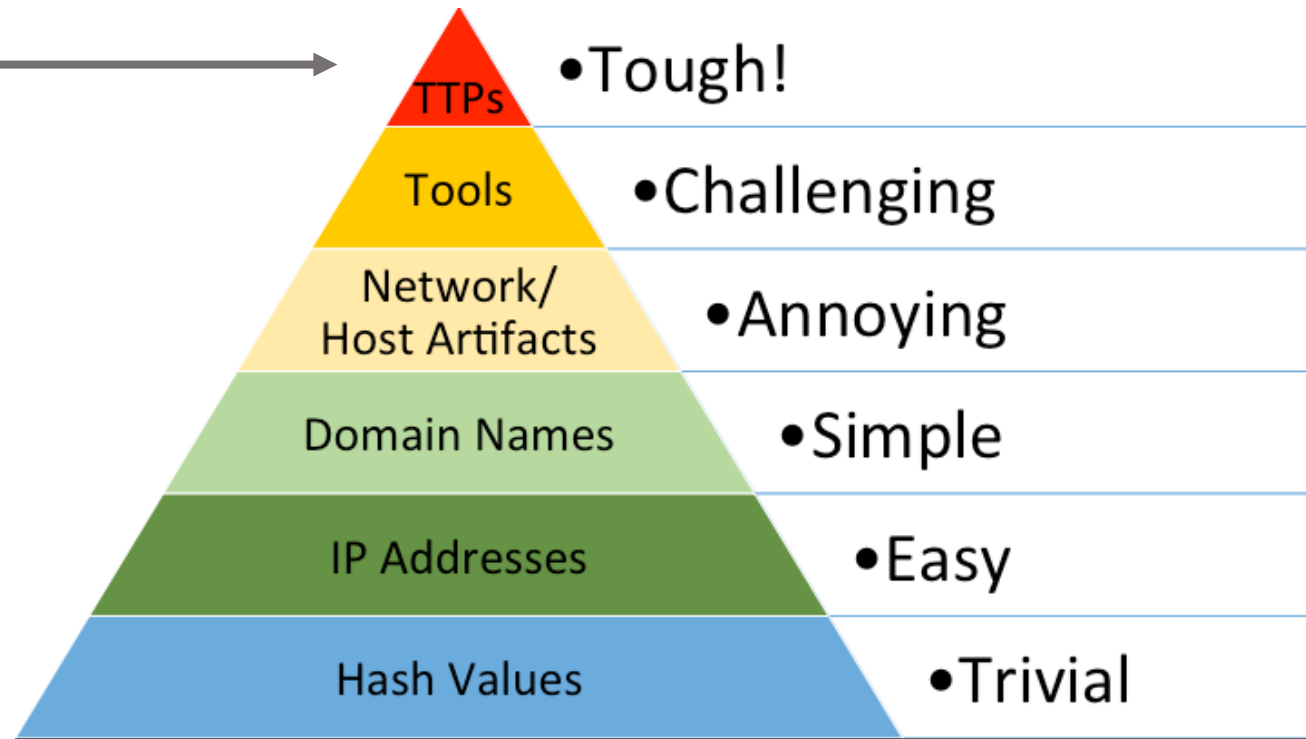 TTPs
•Tough!
Tools
•Challenging
Network/
Host Artifacts
•Annoying
Domain Names
•Simple
IP Addresses
•Easy
Hash Values
•Trivial